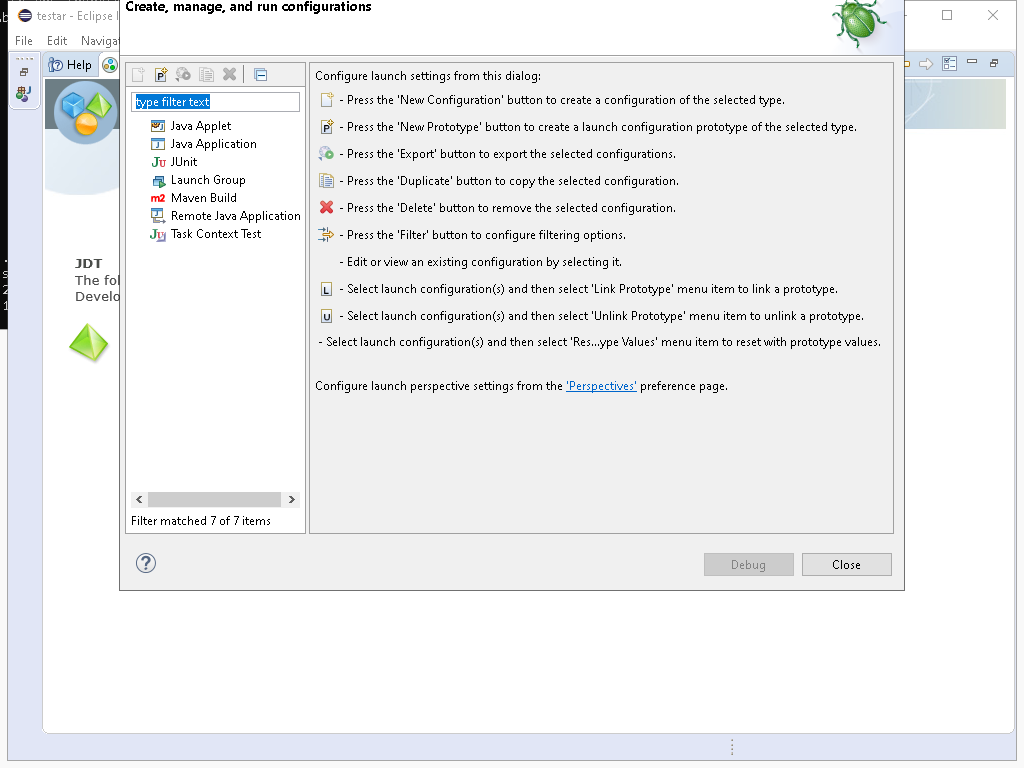 Create, manage, and run configurations
testar - Eclipse
File Edit
Help
type filter text
Java Applet
Java Application
JUnit
Launch Group
Maven Build
Remote Java Application
Task Context Test
Filter matched 7 of 7 items
Configure launch settings from this dialog:
- Press the 'New Configuration' button to create a configuration of the selected type.
- Press the 'New Prototype' button to create a launch configuration prototype of the selected type.
- Press the 'Export' button to export the selected configurations.
- Press the 'Duplicate' button to copy the selected configuration.
- Press the 'Delete' button to remove the selected configuration.
- Press the 'Filter' button to configure filtering options.
- Edit or view an existing configuration by selecting it.
- Select launch configuration(s) and then select 'Link Prototype' menu item to link a prototype.
- Select launch configuration(s) and then select 'Unlink Prototype' menu item to unlink a prototype.
- Select launch configuration(s) and then select 'Res...ype Values' menu item to reset with prototype values.
Configure launch perspective settings from the 'Perspectives' preference page.
JDT
The fol
Develo
Debug
Close